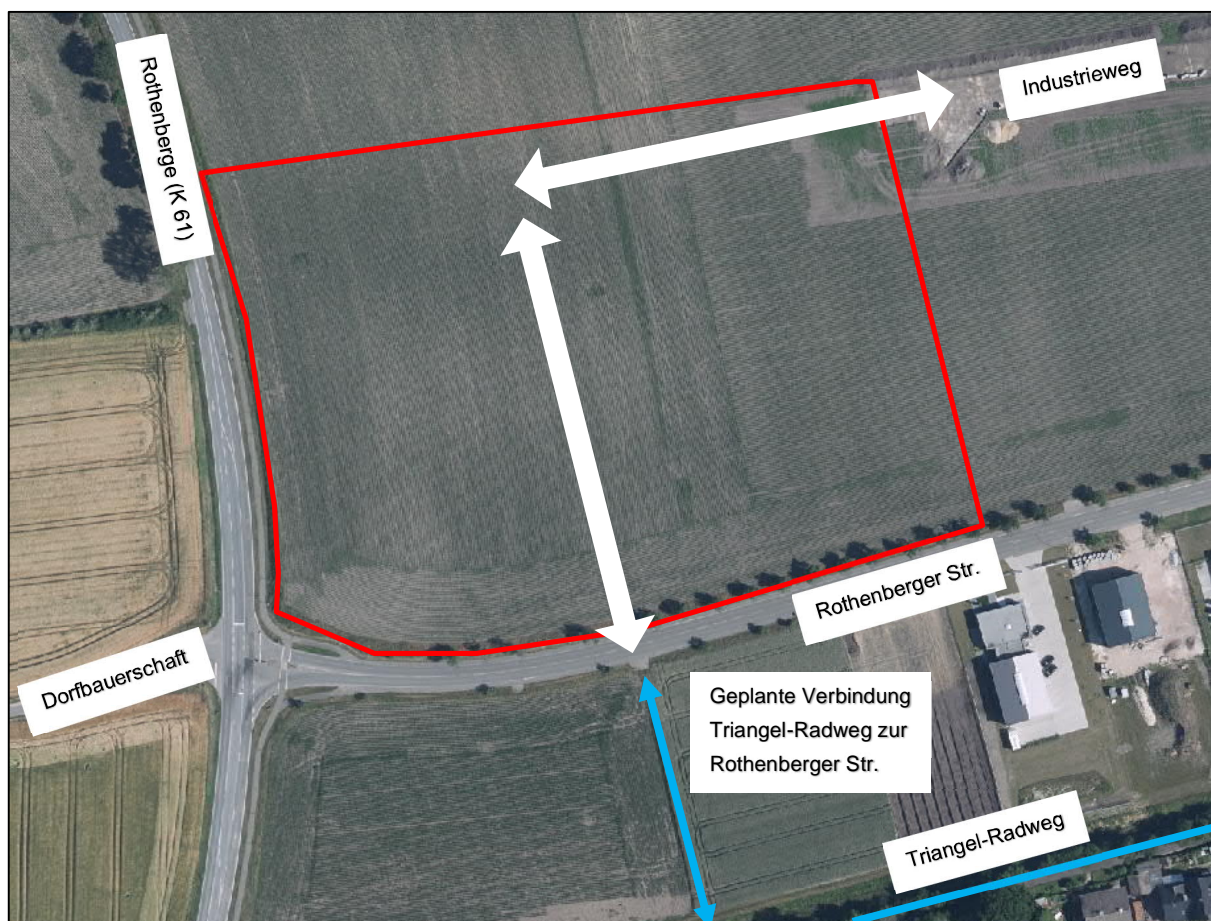 Rothenberge (K 61)
Industrieweg
Rothenberger Str.
Dorfbauerschaft
Geplante Verbindung
Triangel-Radweg zur
Rothenberger Str.
Triangel-Radweg